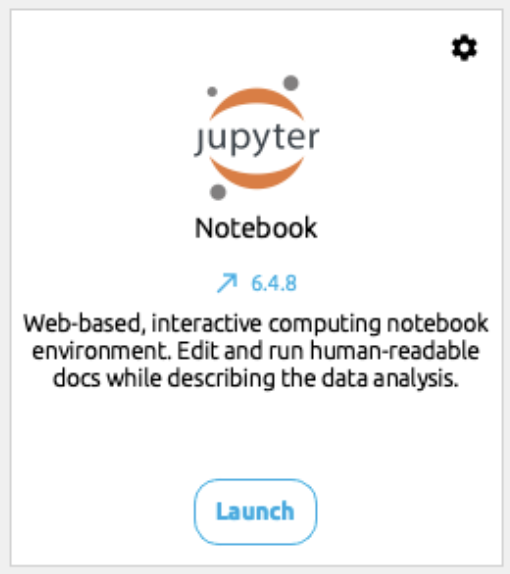 jupyter
Notebook
6.4.8
Web-based, interactive computing notebook
environment. Edit and run human-readable
docs while describing the data analysis.
Launch